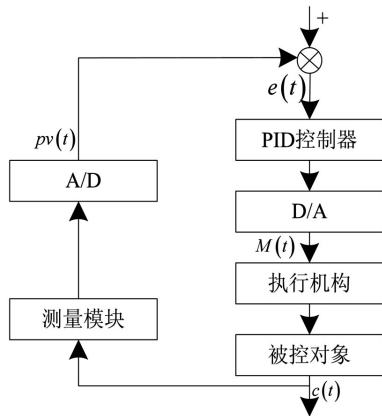 +
e(t)
pv(t)
PID控制器
A/D
D/A
M(t)
执行机构
测量模块
被控对象
c(t)